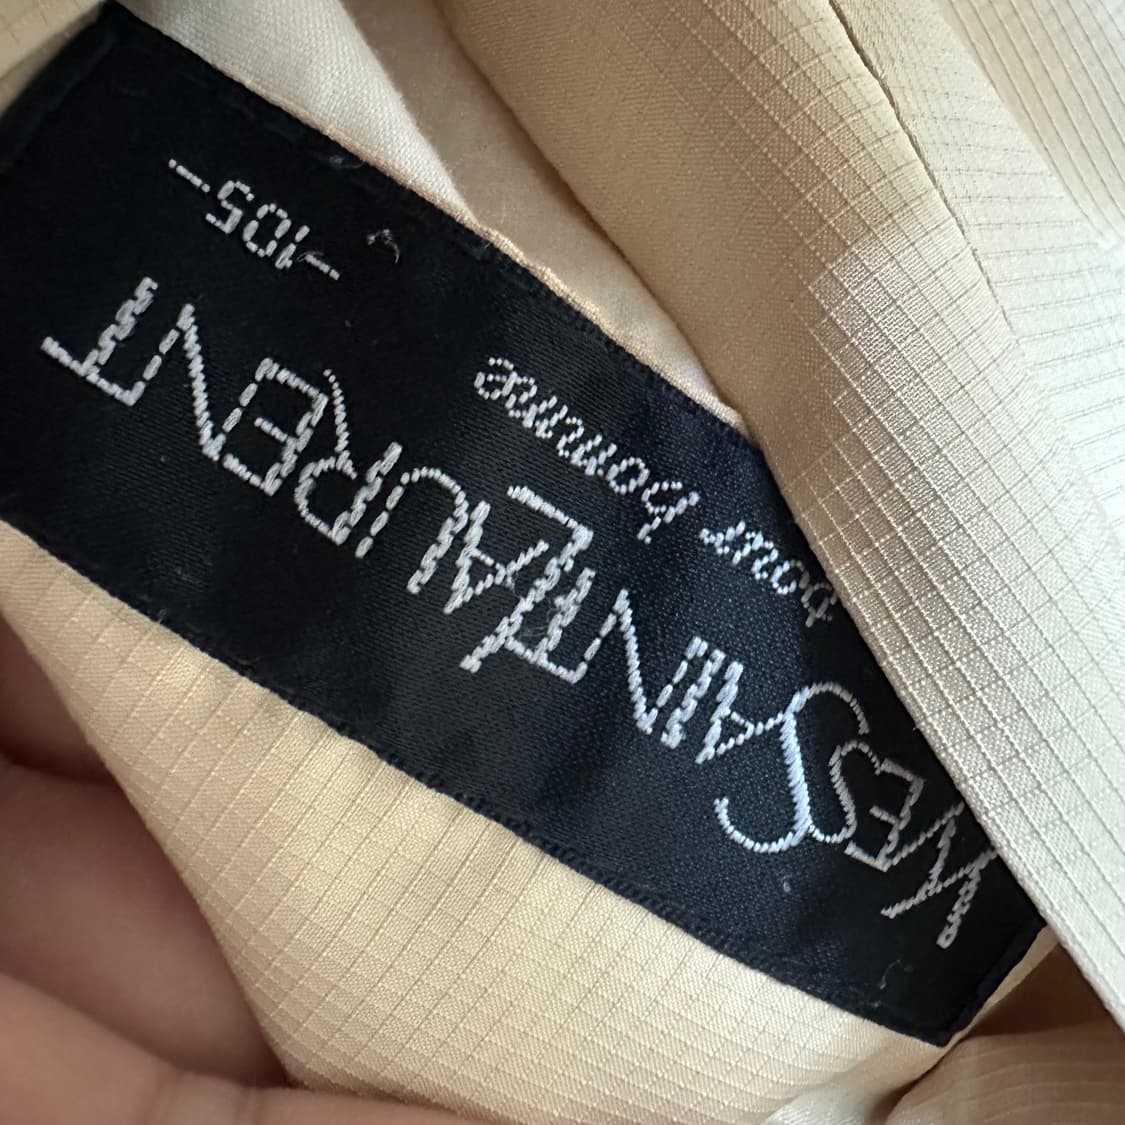 YVES SAINT LAURENT
pour homme
-105-